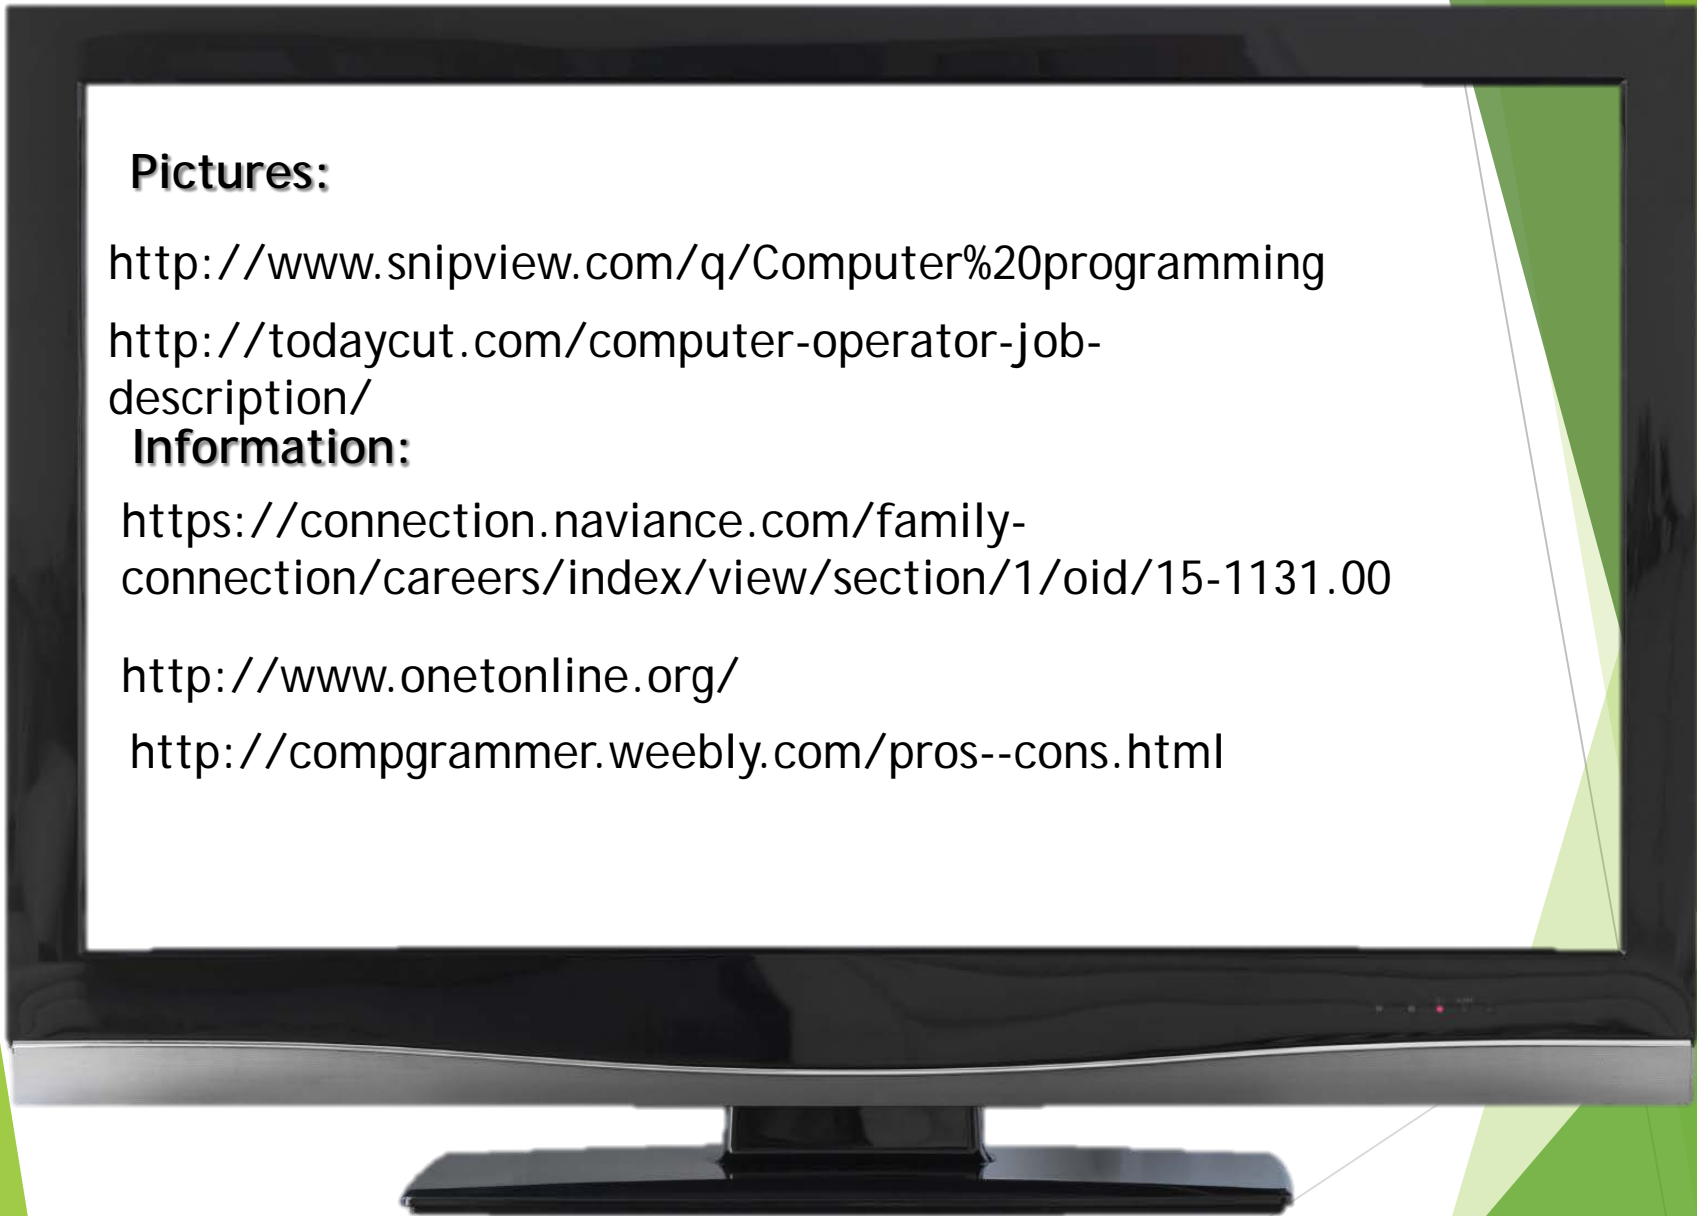 Pictures:
http://www.snipview.com/q/Computer%20programming
http://todaycut.com/computer-operator-job-
description/
Information:
https://connection.naviance.com/family-
connection/careers/index/view/section/1/oid/15-1131.00
http://www.onetonline.org/
http://compgrammer.weebly.com/pros--cons.html